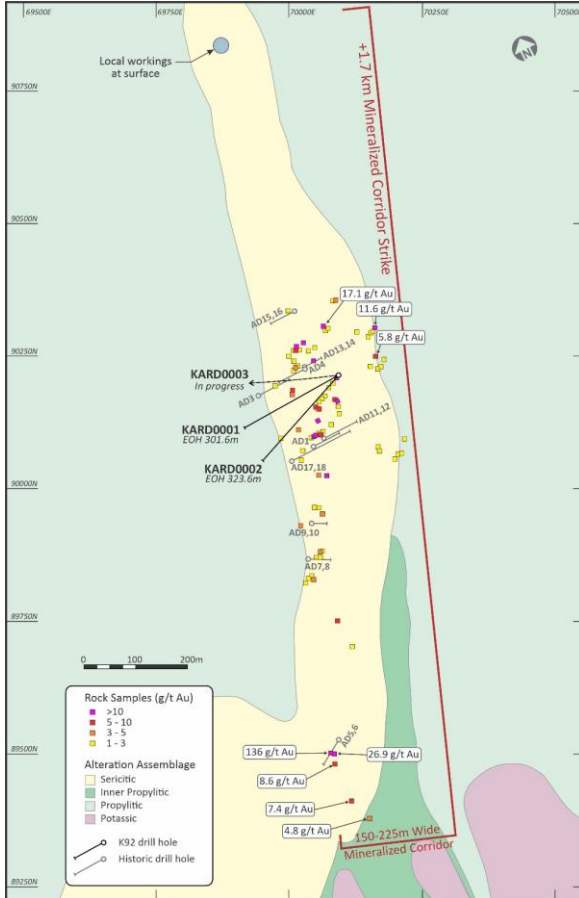 69500E
69750E
70000E
70250E
70500
N
Local workings
at surface
90750N
+1.7 km Mineralized Corridor Strike
90500N
17.1 g/t Au
11.6 g/t Au
AD15,16
5.8 g/t Au
AD13,14
90250N
AD4
KARD0003
In progress
AD3
AD11,12
KARD0001
EOH 301.6m
AD1
KARD0002
EOH 323.6m
AD17,18
90000N
AD9,10
AD7,8
89750N
0
100
200m
Rock Samples (g/t Au)
>10
5 - 10
3 - 5
1 - 3
Alteration Assemblage
Sericitic
Inner Propylitic
Propylitic
Potassic
K92 drill hole
Historic drill hole
AD5,6
89500N
136 g/t Au
26.9 g/t Au
8.6 g/t Au
7.4 g/t Au
4.8 g/t Au
150-225m Wide
Mineralized Corridor
89250N